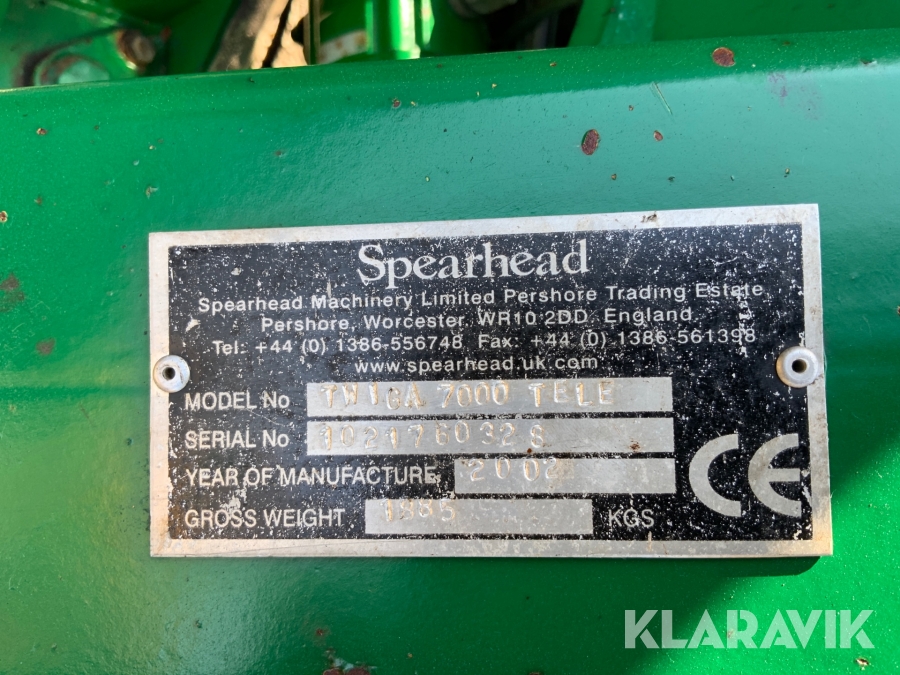 Spearhead
Spearhead Machinery Limited Pershore Trading Estate
Pershore, Worcester, WR10 2DD, England
Tel: +44 (0) 1386-556748 Fax: +44 (0) 1386-561398
www.spearhead.uk.com
MODEL No TWIGA 7000 TELE
SERIAL No
YEAR OF MANUFACTURE 2002
GROSS WEIGHT 1885 KGS
CE
KLARAVIK